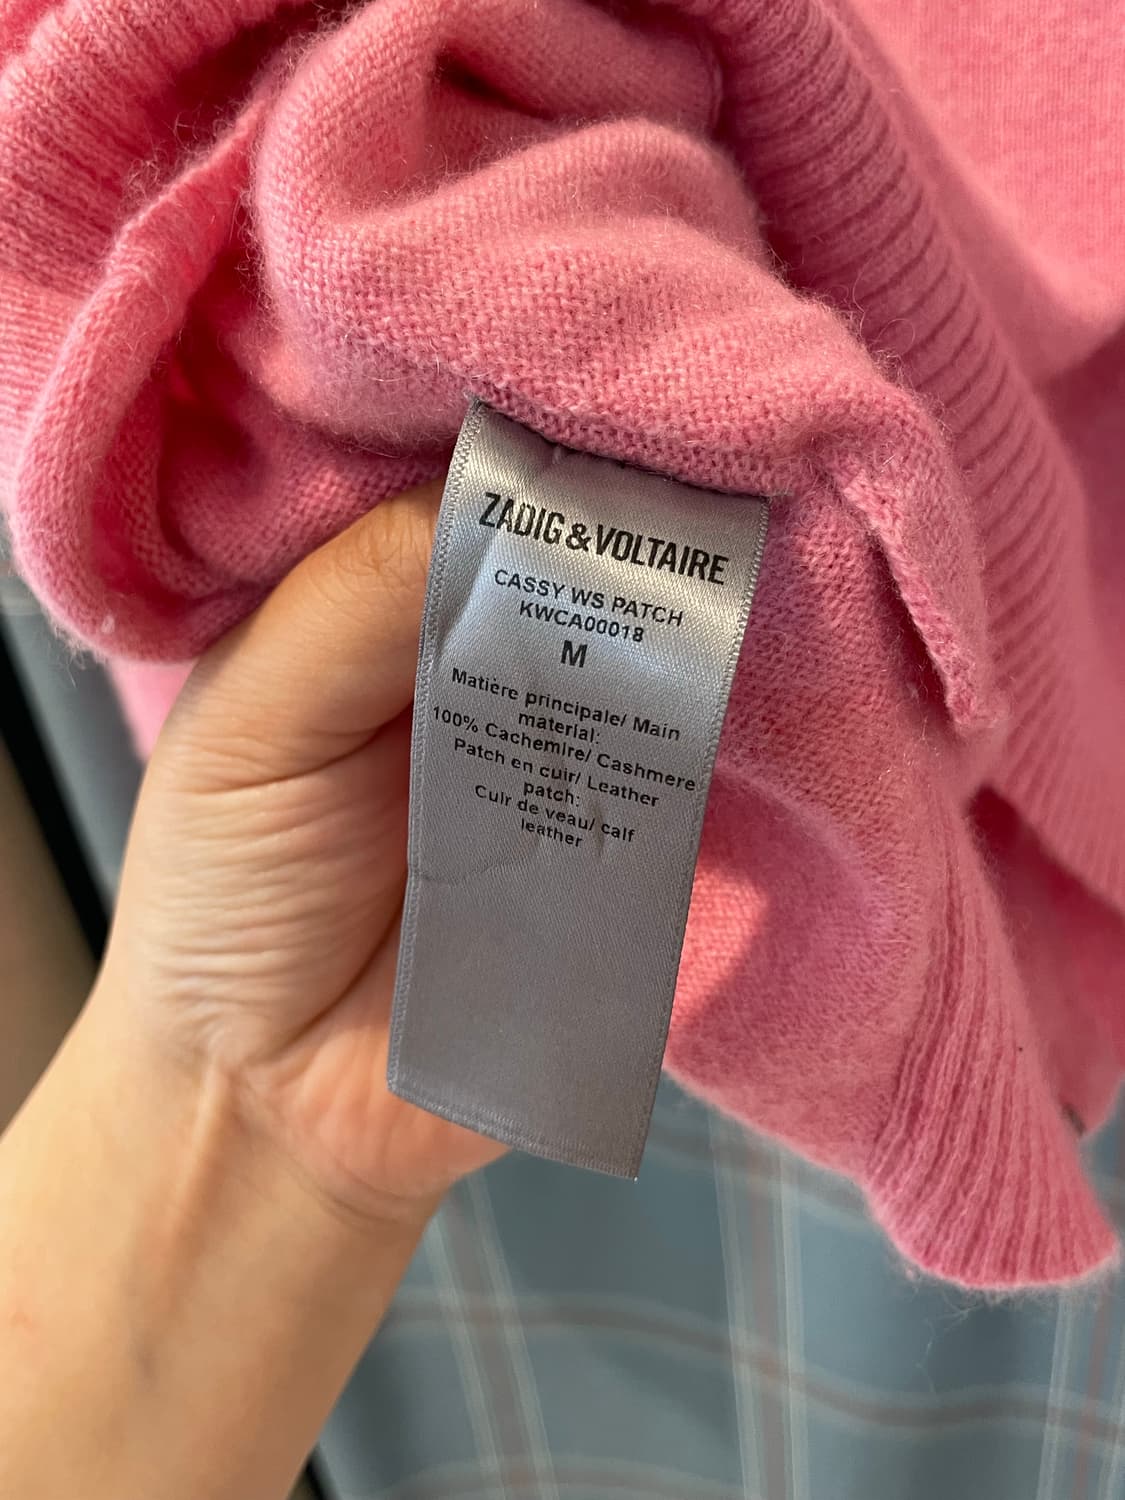 ZADIG & VOLTAIRE
CASSY WS PATCH
KWCA00018
M
Matière principale/ Main
material:
100% Cachemire/ Cashmere
Patch en cuir/ Leather
patch:
Cuir de veau/ calf
leather